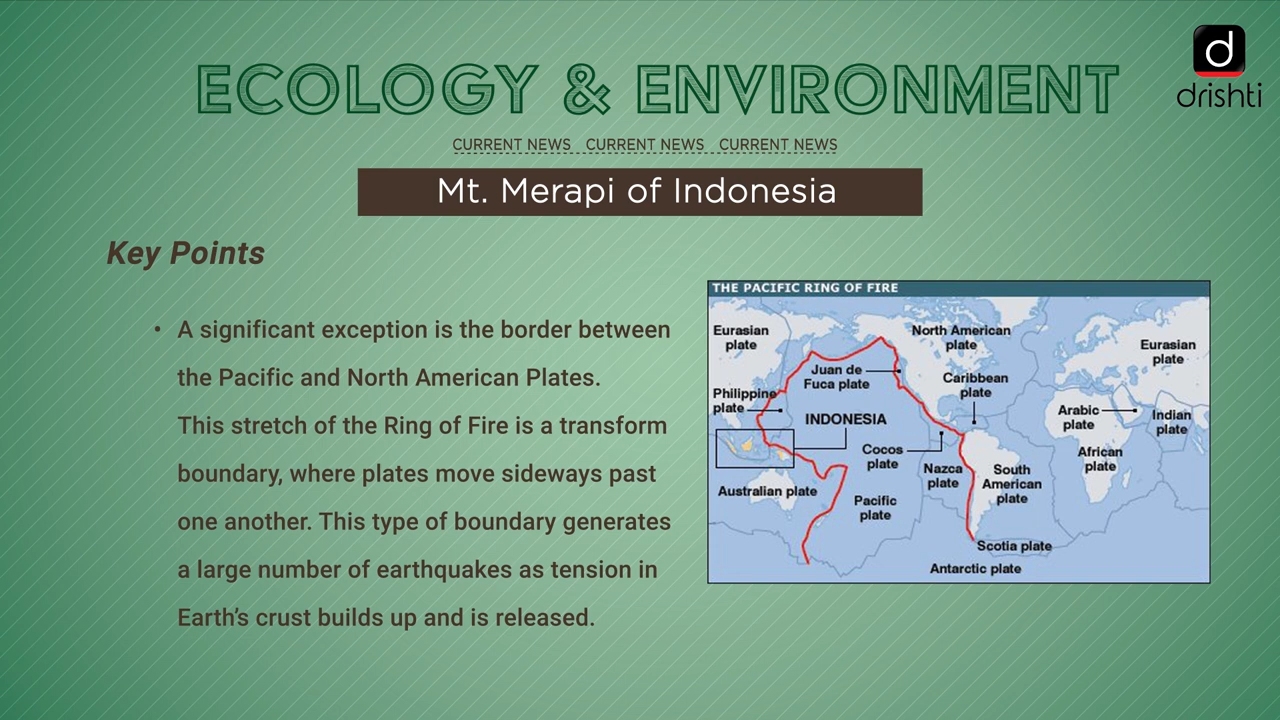 d
drishti
ECOLOGY & ENVIRONMENT
CURRENT NEWS CURRENT NEWS CURRENT NEWS
Mt. Merapi of Indonesia
Key Points
• A significant exception is the border between
the Pacific and North American Plates.
This stretch of the Ring of Fire is a transform
boundary, where plates move sideways past
one another. This type of boundary generates
a large number of earthquakes as tension in
Earth's crust builds up and is released.
THE PACIFIC RING OF FIRE
Eurasian
plate
North American
plate
Eurasian
plate
Juan de
Fuca plate
Caribbean
plate
Philippine
plate
INDONESIA
Arabic
plate
Indian
plate
Cocos
plate
African
plate
Nazca
plate
South
American
plate
Australian plate
Pacific
plate
Scotia plate
Antarctic plate